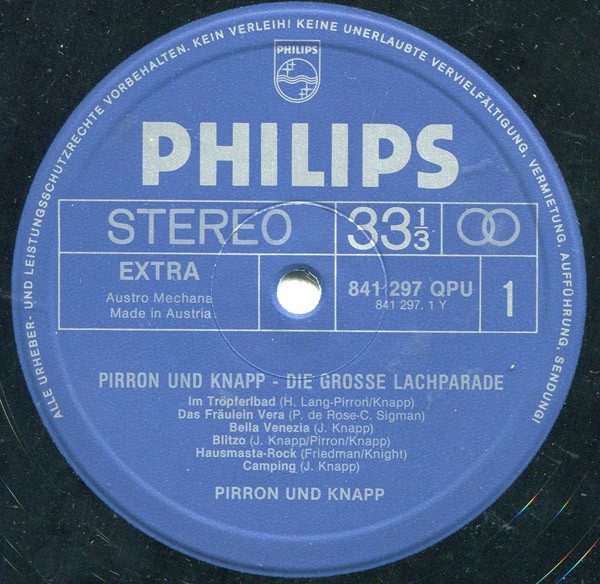 ALLE URHEBER- UND LEISTUNGSSCHUTZRECHTE VORBEHALTEN. KEIN VERLEIH! KEINE UNERLAUBTE VERVIELFÄLTIGUNG, VERMIETUNG, AUFFÜHRUNG, SENDUNG!
PHILIPS
PHILIPS
STEREO 33 1/3
EXTRA
Austro Mechana
Made in Austria
841 297 QPU
841 297. 1 Y
1
PIRRON UND KNAPP - DIE GROSSE LACHPARADE
Im Tröpferlbad (H. Lang-Pirron/Knapp)
Das Fräulein Vera (P. de Rose-C. Sigman)
Bella Venezia (J. Knapp)
Blitzo (J. Knapp/Pirron/Knapp)
Hausmasta-Rock (Friedman/Knight)
Camping (J. Knapp)
PIRRON UND KNAPP